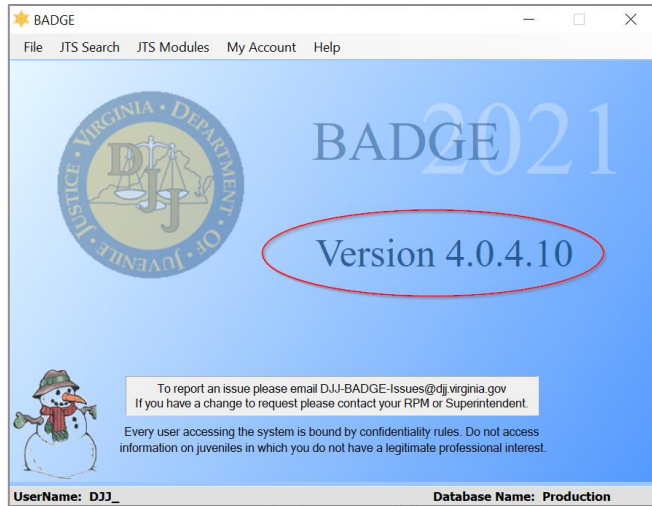 BADGE
File JTS Search JTS Modules My Account Help
VIRGINIA • DEPARTMENT • OF JUVENILE • JUSTICE •
DJJ
BADGE 2021
Version 4.0.4.10
To report an issue please email DJJ-BADGE-Issues@djj.virginia.gov
If you have a change to request please contact your RPM or Superintendent.
Every user accessing the system is bound by confidentiality rules. Do not access
information on juveniles in which you do not have a legitimate professional interest.
UserName: DJJ_ Database Name: Production